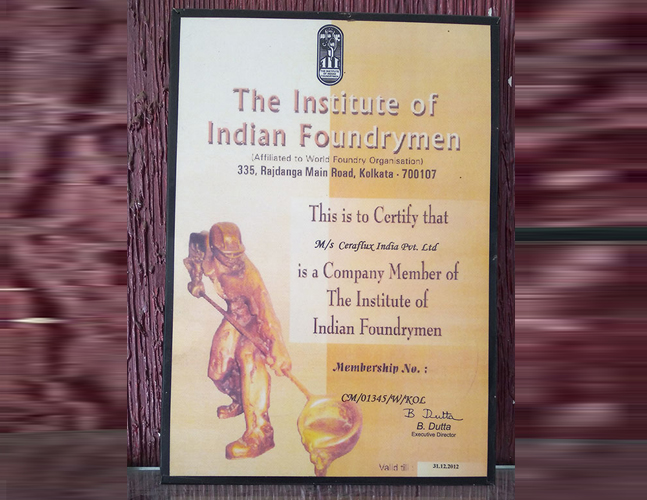 The Institute of
Indian Foundrymen
(Affiliated to World Foundry Organisation)
335, Rajdanga Main Road, Kolkata - 700107
This is to Certify that
M/s Ceraflux India Pvt. Ltd
is a Company Member of
The Institute of
Indian Foundrymen
Membership No. :
CM/01345/W/KOL
B. Dutta
B. Dutta
Executive Director
Valid till
31.12.2012